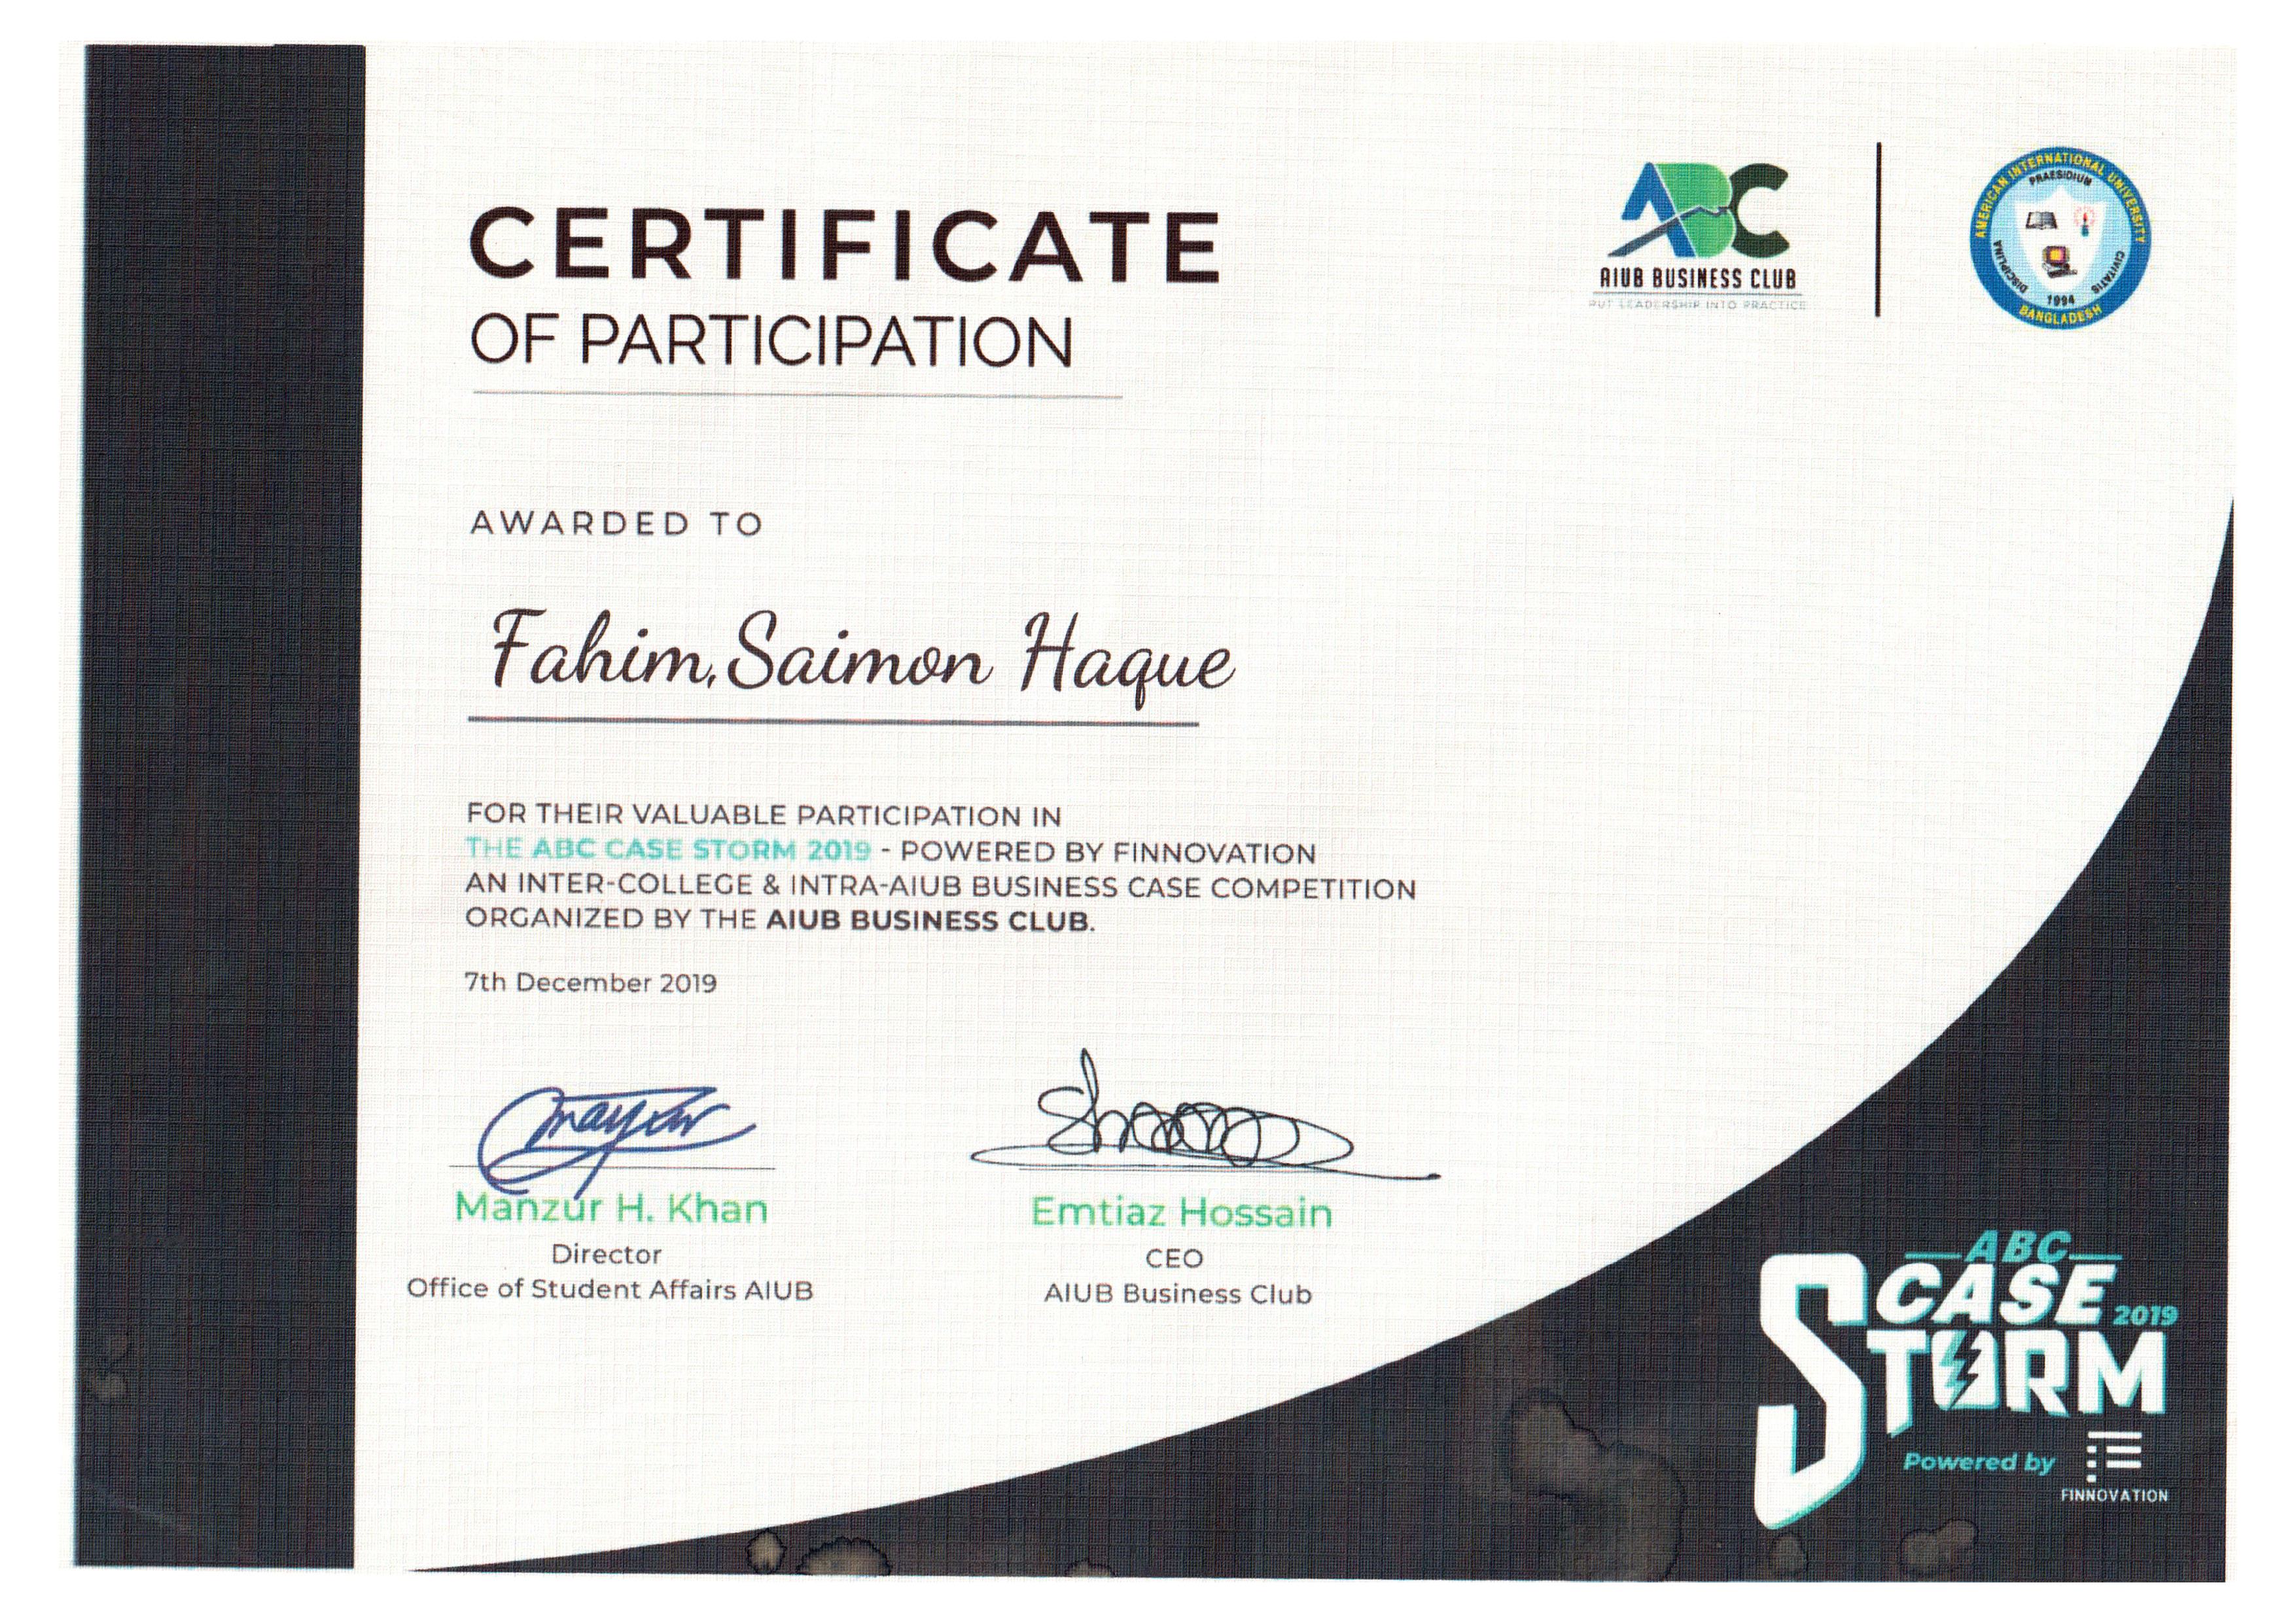 CERTIFICATE
OF PARTICIPATION
ABC
AIUB BUSINESS CLUB
PUT LEADERSHIP INTO PRACTICE
AMERICAN INTERNATIONAL UNIVERSITY
PRAESIDIUM
DISCIPLINA
CIVITATIS
1994
BANGLADESH
AWARDED TO
Fahim, Saimon Haque
FOR THEIR VALUABLE PARTICIPATION IN
THE ABC CASE STORM 2019 - POWERED BY FINNOVATION
AN INTER-COLLEGE & INTRA-AIUB BUSINESS CASE COMPETITION
ORGANIZED BY THE AIUB BUSINESS CLUB.
7th December 2019
Manzur H. Khan
Director
Office of Student Affairs AIUB
Emtiaz Hossain
CEO
AIUB Business Club
ABC
CASE 2019
STORM
Powered by
FINNOVATION